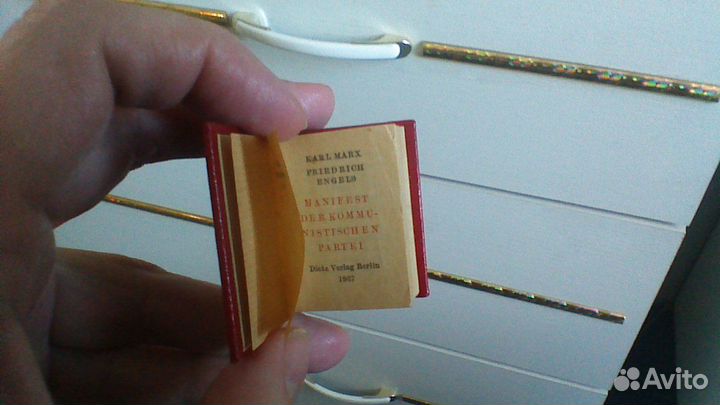 KARL MARX
FRIEDRICH
ENGELS
MANIFEST
DER KOMMU-
NISTISCHEN
PARTEI
Dietz Verlag Berlin
1967
Avito